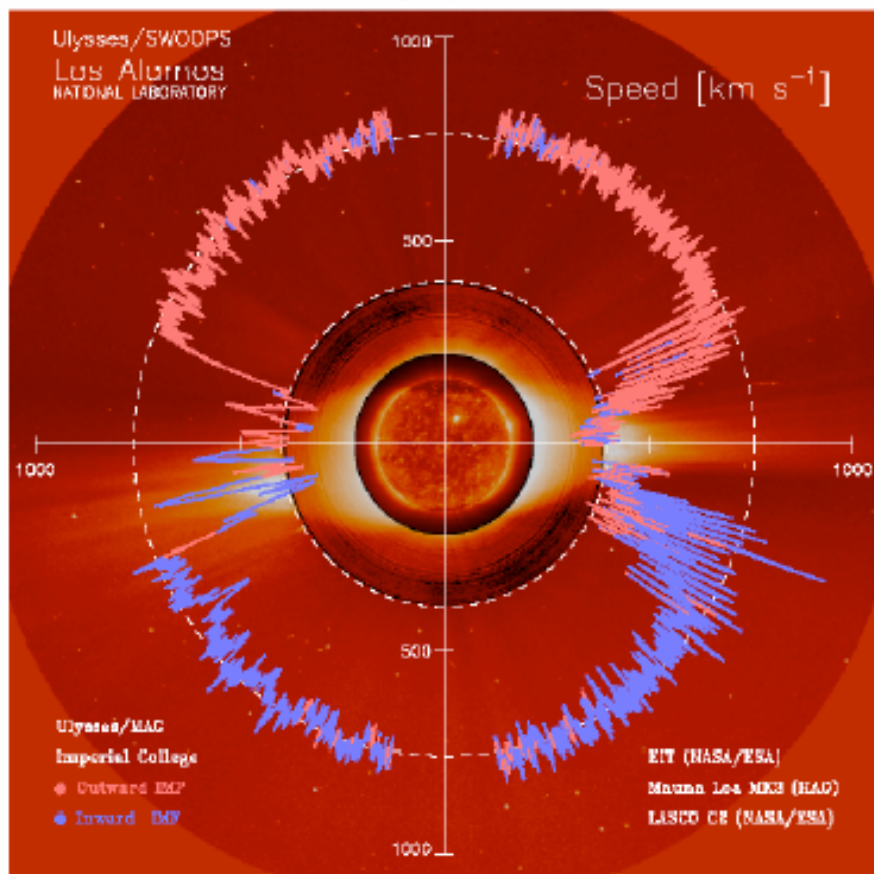 Ulysses/SWOOPS
Los Alamos
NATIONAL LABORATORY
Speed [km s⁻¹]
1000
500
1000
1000
500
1000
Ulysses/MAG
Imperial College
Outward IMF
Inward IMF
EIT (NASA/ESA)
Mauna Loa MK3 (HAO)
LASCO C2 (NASA/ESA)